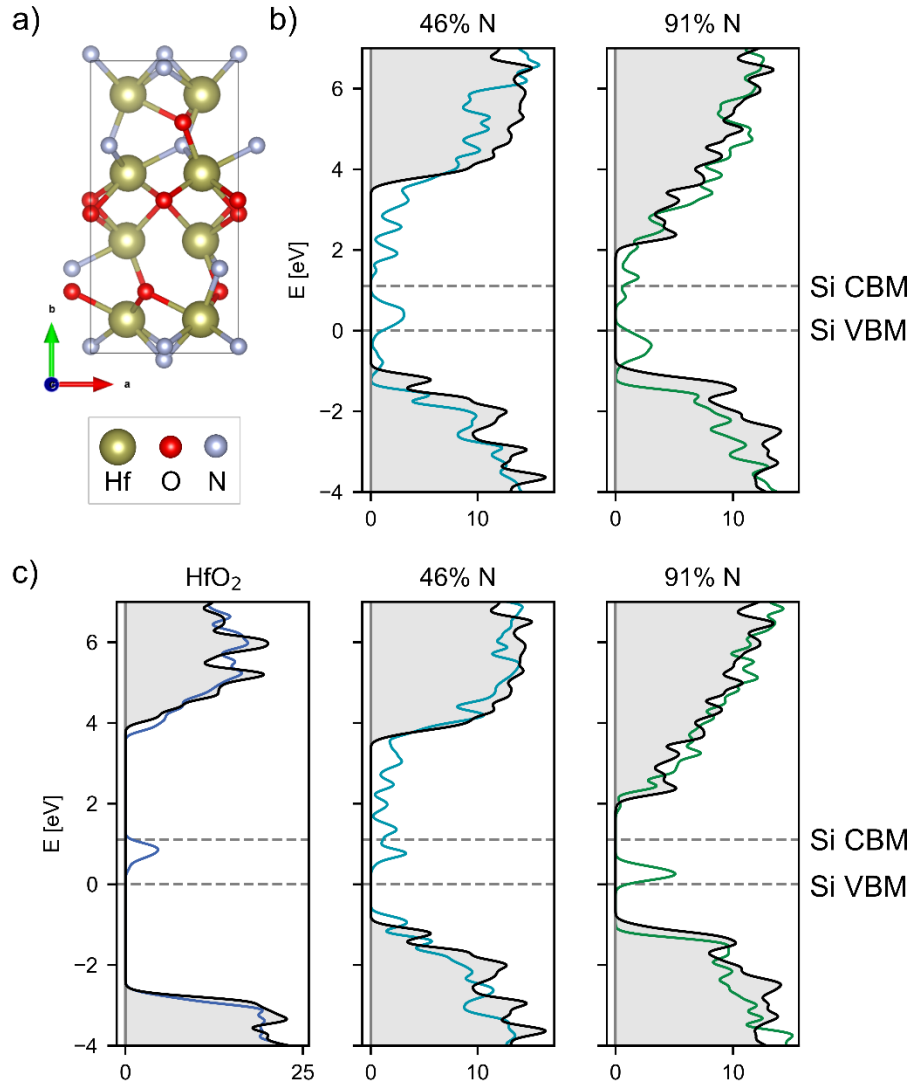 a)
b
a
c
Hf O N
b)
46% N
91% N
E [eV]
6
4
2
0
−2
−4
0 10
0 10
Si CBM
Si VBM
c)
HfO₂
46% N
91% N
E [eV]
6
4
2
0
−2
−4
0 25
0 10
0 10
Si CBM
Si VBM